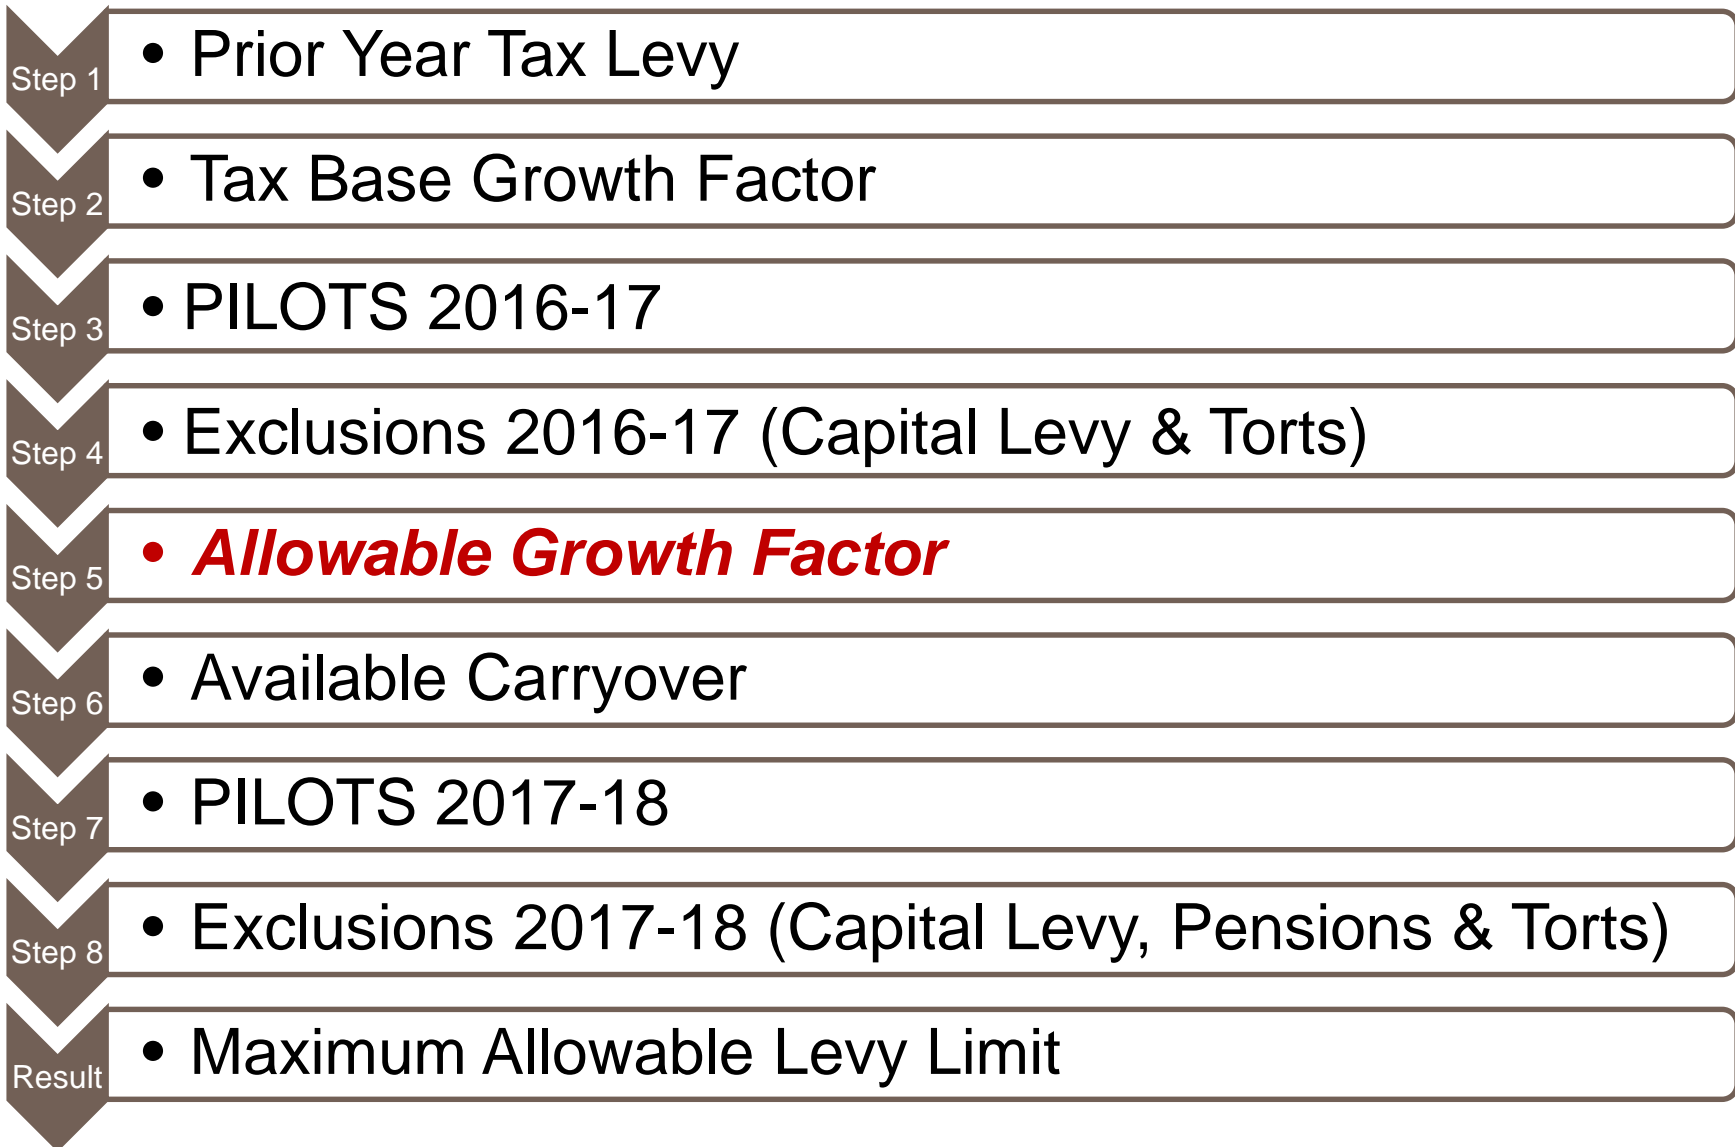 Step 1
• Prior Year Tax Levy
Step 2
• Tax Base Growth Factor
Step 3
• PILOTS 2016-17
Step 4
• Exclusions 2016-17 (Capital Levy & Torts)
Step 5
• Allowable Growth Factor
Step 6
• Available Carryover
Step 7
• PILOTS 2017-18
Step 8
• Exclusions 2017-18 (Capital Levy, Pensions & Torts)
Result
• Maximum Allowable Levy Limit